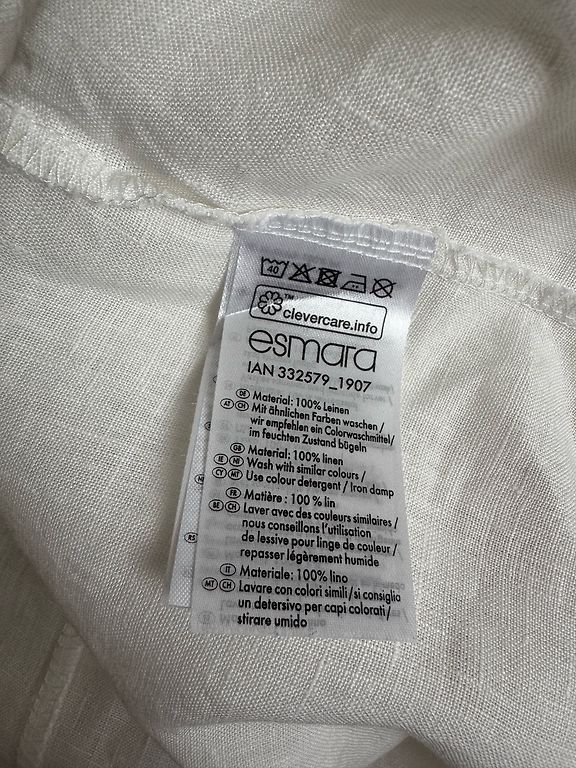 40
™
clevercare.info
esmara
IAN 332579_1907
DE Material: 100% Leinen
AT CH Mit ähnlichen Farben waschen /
wir empfehlen ein Colorwaschmittel /
im feuchten Zustand bügeln
GB Material: 100% linen
IE NI Wash with similar colours /
CY MT Use colour detergent / Iron damp
FR Matière : 100% lin
BE CH Laver avec des couleurs similaires /
nous conseillons l'utilisation
de lessive pour linge de couleur /
repasser légèrement humide
IT Materiale: 100% lino
MT CH Lavare con colori simili / si consiglia
un detersivo per capi colorati /
stirare umido
RS